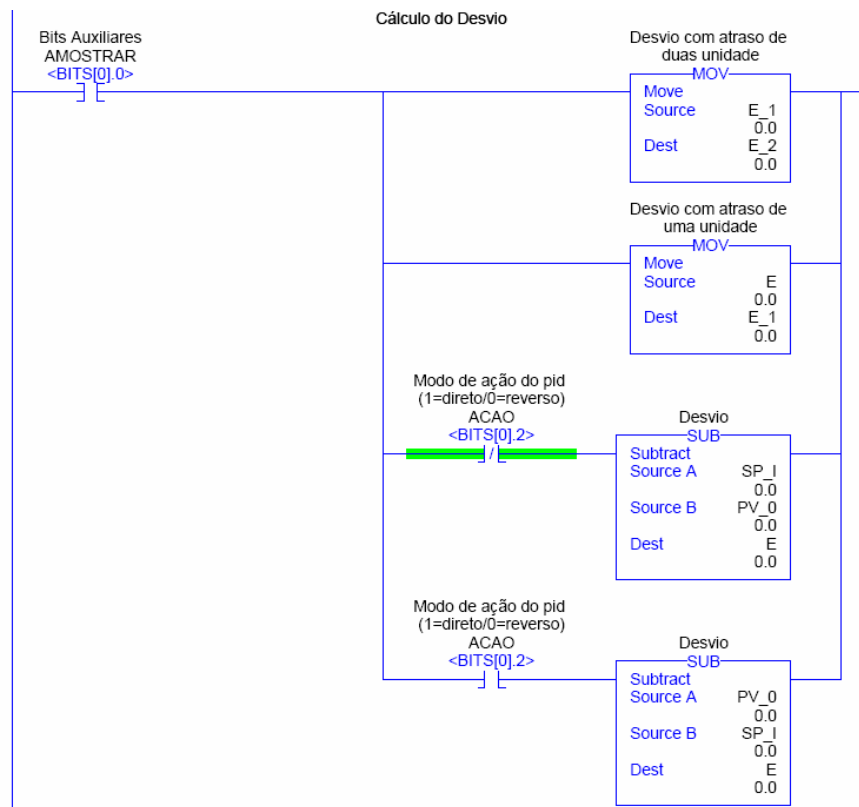 Cálculo do Desvio
Bits Auxiliares
AMOSTRAR
<BITS[0].0>
Desvio com atraso de
duas unidade
MOV
Move
Source E_1
0.0
Dest E_2
0.0
Desvio com atraso de
uma unidade
MOV
Move
Source E
0.0
Dest E_1
0.0
Modo de ação do pid
(1=direto/0=reverso)
ACAO
<BITS[0].2>
/
Desvio
SUB
Subtract
Source A SP_I
0.0
Source B PV_0
0.0
Dest E
0.0
Modo de ação do pid
(1=direto/0=reverso)
ACAO
<BITS[0].2>
Desvio
SUB
Subtract
Source A PV_0
0.0
Source B SP_I
0.0
Dest E
0.0